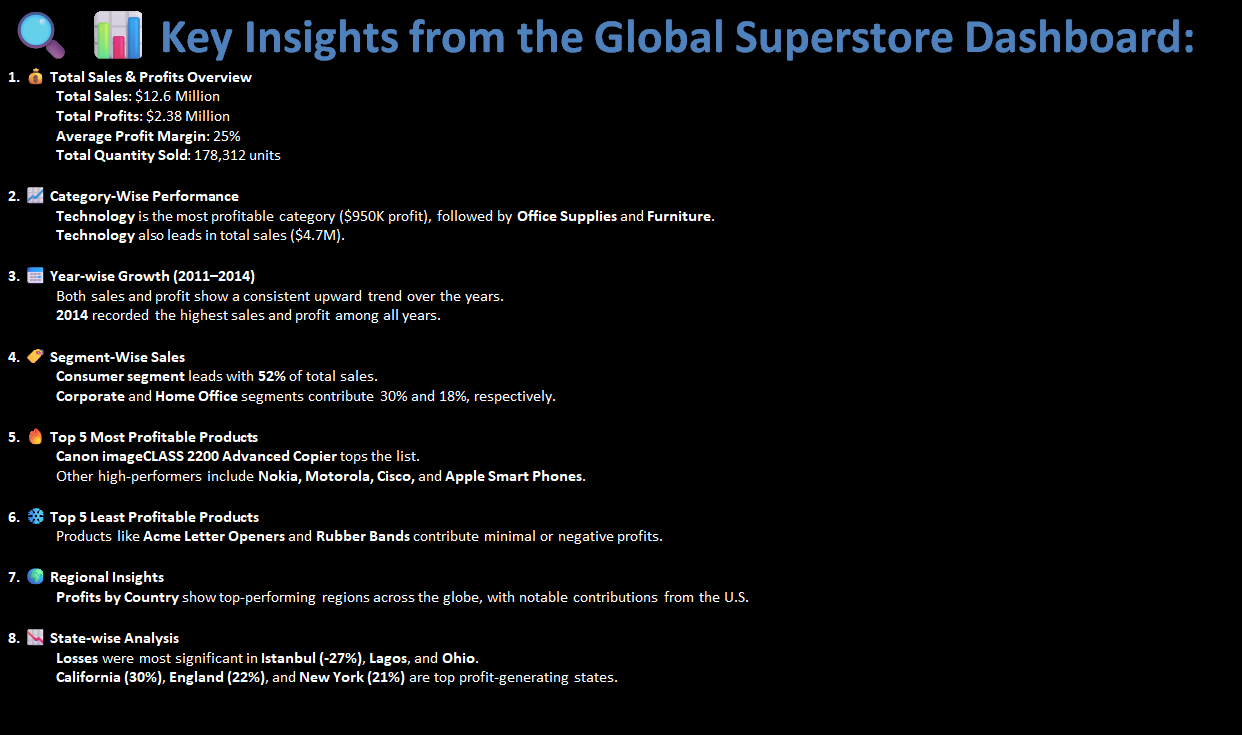 Key Insights from the Global Superstore Dashboard:
1. Total Sales & Profits Overview
Total Sales: $12.6 Million
Total Profits: $2.38 Million
Average Profit Margin: 25%
Total Quantity Sold: 178,312 units
2. Category-Wise Performance
Technology is the most profitable category ($950K profit), followed by Office Supplies and Furniture.
Technology also leads in total sales ($4.7M).
3. Year-wise Growth (2011–2014)
Both sales and profit show a consistent upward trend over the years.
2014 recorded the highest sales and profit among all years.
4. Segment-Wise Sales
Consumer segment leads with 52% of total sales.
Corporate and Home Office segments contribute 30% and 18%, respectively.
5. Top 5 Most Profitable Products
Canon imageCLASS 2200 Advanced Copier tops the list.
Other high-performers include Nokia, Motorola, Cisco, and Apple Smart Phones.
6. Top 5 Least Profitable Products
Products like Acme Letter Openers and Rubber Bands contribute minimal or negative profits.
7. Regional Insights
Profits by Country show top-performing regions across the globe, with notable contributions from the U.S.
8. State-wise Analysis
Losses were most significant in Istanbul (-27%), Lagos, and Ohio.
California (30%), England (22%), and New York (21%) are top profit-generating states.